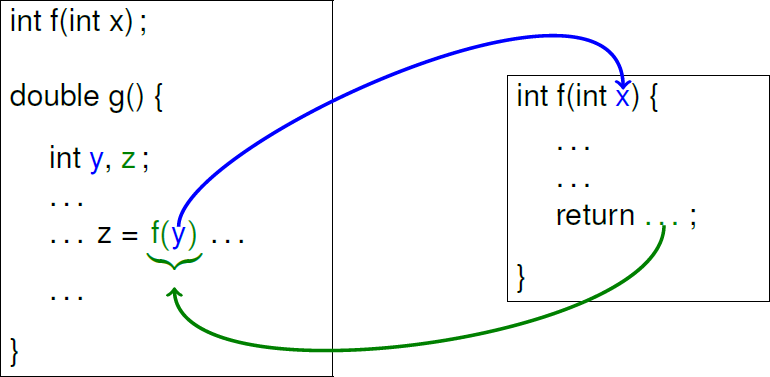 int f(int x) ;
double g() {
int y, z ;
. . .
. . . z = f(y) . . .
. . .
}
int f(int x) {
. . .
. . .
return . . . ;
}